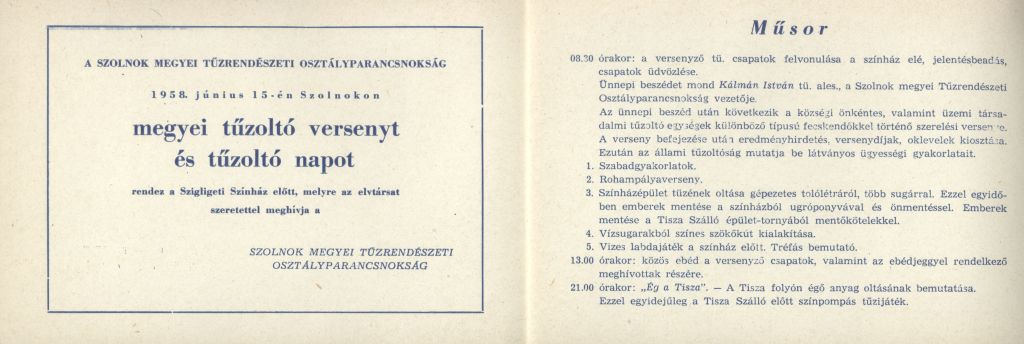 A SZOLNOK MEGYEI TŰZRENDÉSZETI OSZTÁLYPARANCSNOKSÁG
1958. június 15-én Szolnokon
megyei tűzoltó versenyt
és tűzoltó napot
rendez a Szigligeti Színház előtt, melyre az elvtársat
szeretettel meghívja a
SZOLNOK MEGYEI TŰZRENDÉSZETI
OSZTÁLYPARANCSNOKSÁG
Műsor
08.30 órakor: a versenyző tü. csapatok felvonulása a színház elé, jelentésbeadás,
csapatok üdvözlése.
Ünnepi beszédet mond Kálmán István tü. ales., a Szolnok megyei Tűzrendészeti
Osztályparancsnokság vezetője.
Az ünnepi beszéd után következik a községi önkéntes, valamint üzemi társa-
dalmi tűzoltó egységek különböző típusú fecskendőkkel történő szerelési versenye.
A verseny befejezése után eredményhirdetés, versenydíjak, oklevelek kiosztása.
Ezután az állami tűzoltóság mutatja be látványos ügyességi gyakorlatait.
1. Szabadgyakorlatok.
2. Rohampályaverseny.
3. Színházépület tüzének oltása gépezetes tolólétráról, több sugárral. Ezzel egyidő-
ben emberek mentése a színházból ugróponyvával és önmentéssel. Emberek
mentése a Tisza Szálló épület-tornyából mentőkötelekkel.
4. Vízsugarakból színes szökőkút kialakítása.
5. Vizes labdajáték a színház előtt. Tréfás bemutató.
13.00 órakor: közös ebéd a versenyző csapatok, valamint az ebédjeggyel rendelkező
meghívottak részére.
21.00 órakor: „Ég a Tisza". — A Tisza folyón égő anyag oltásának bemutatása.
Ezzel egyidejűleg a Tisza Szálló előtt színpompás tűzijáték.